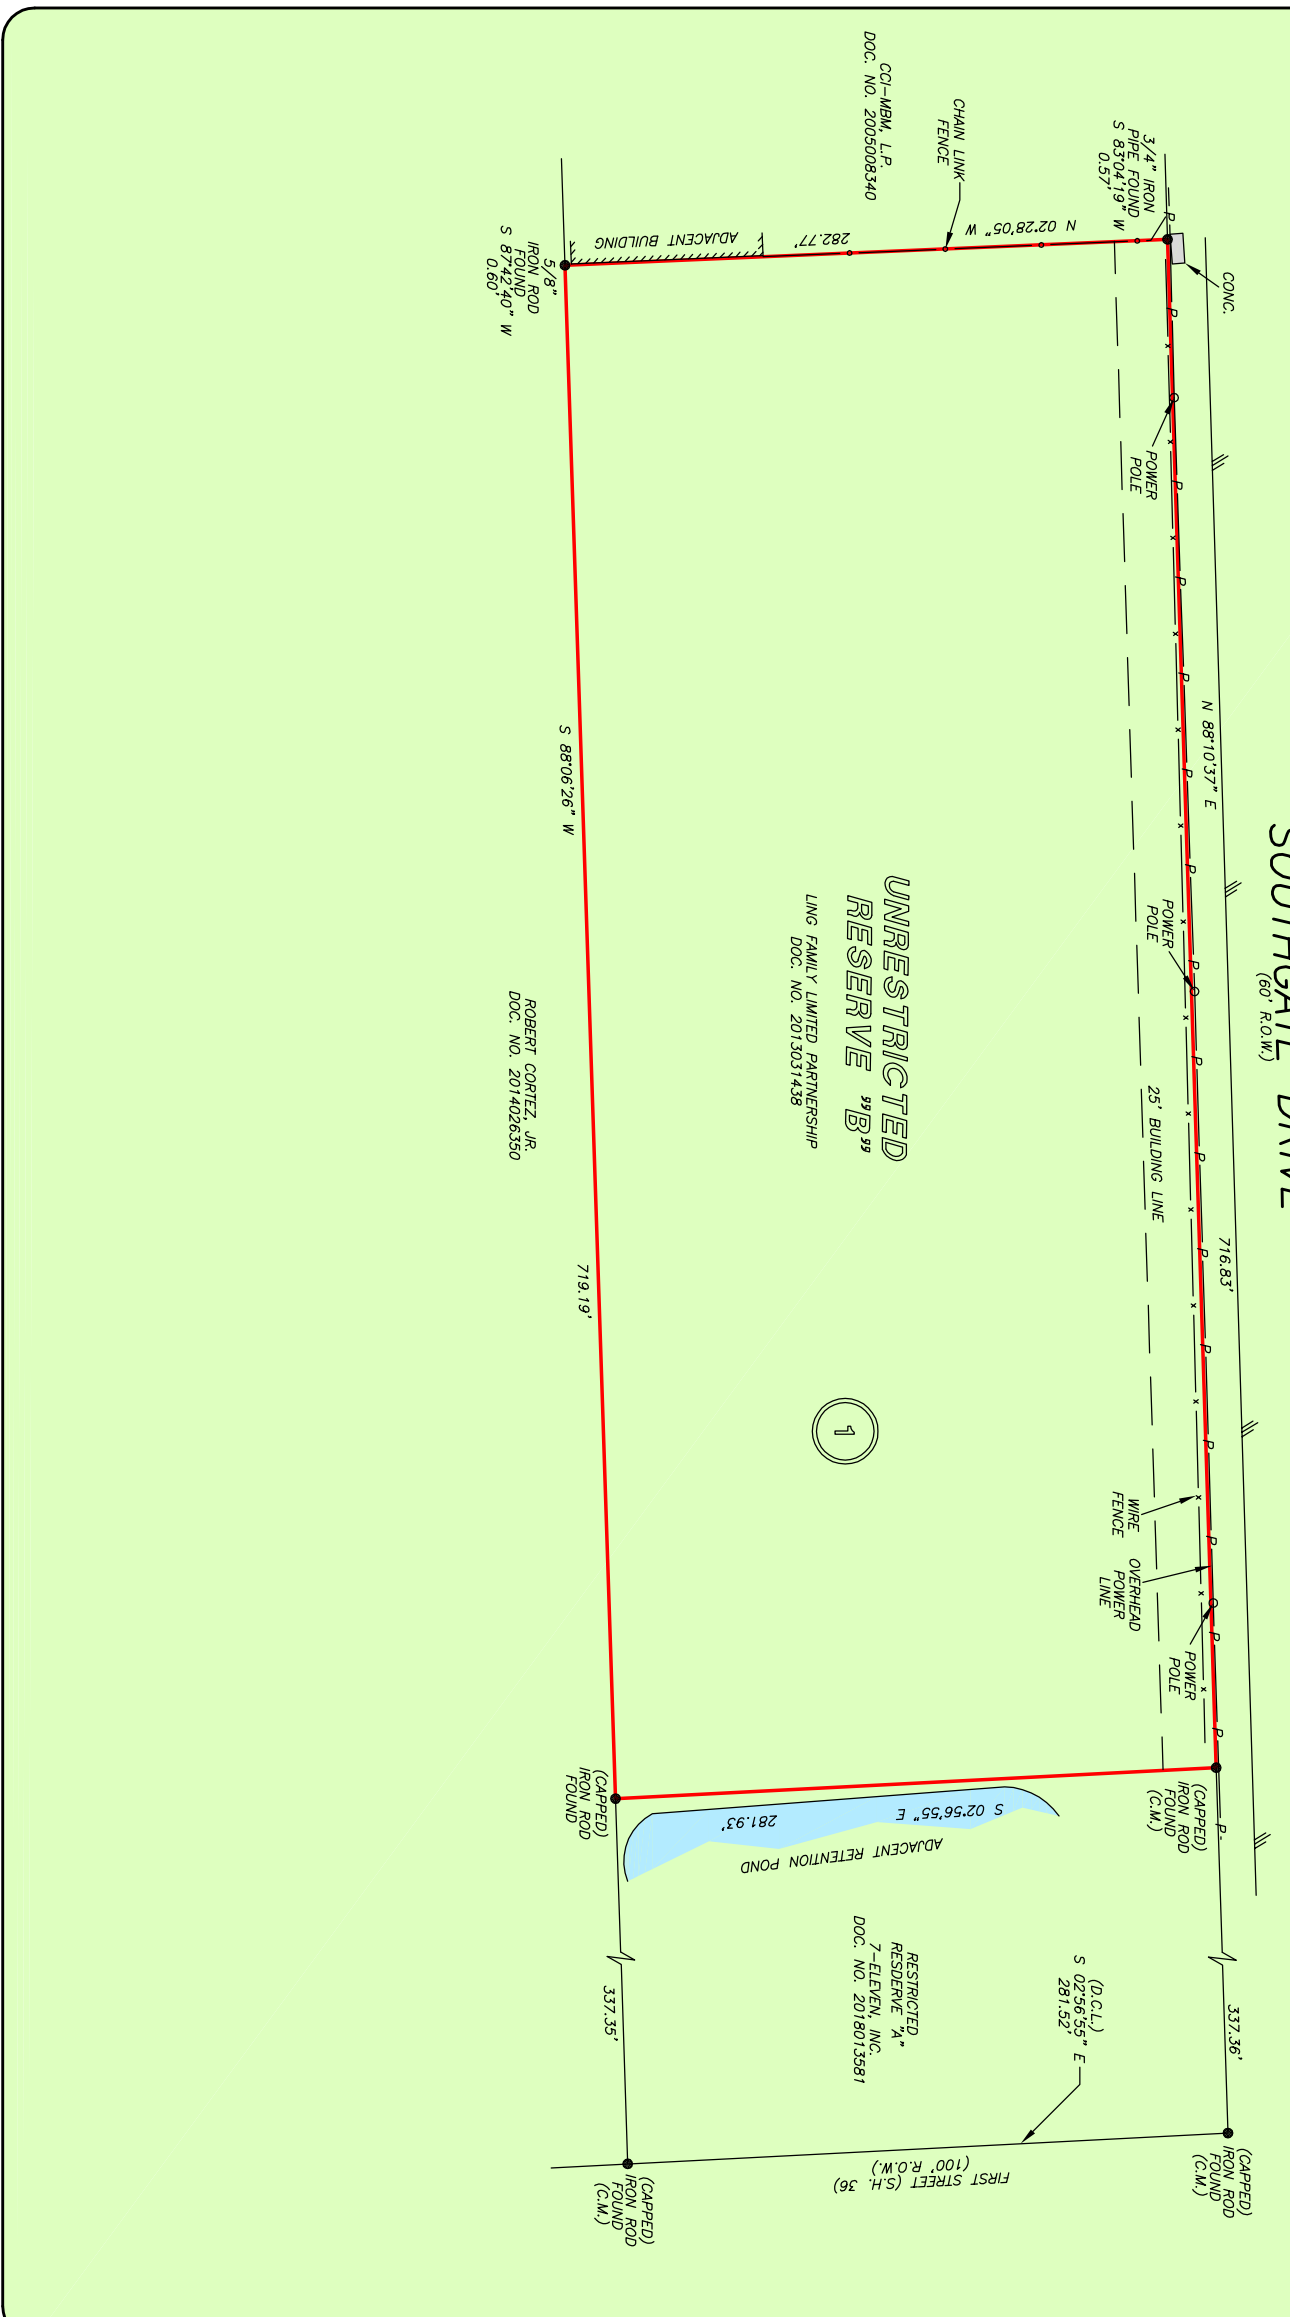 SOUTHGATE DRIVE
(60' R.O.W.)
CONC.
N 88°10'37" E
716.83'
337.36'
3/4" IRON
PIPE FOUND
S 83°04'19" W
0.57'
POWER
POLE
POWER
POLE
25' BUILDING LINE
WIRE
FENCE
OVERHEAD
POWER
LINE
POWER
POLE
(CAPPED)
IRON ROD
FOUND
(C.M.)
(CAPPED)
IRON ROD
FOUND
(C.M.)
CHAIN LINK
FENCE
N 02°28'05" W
282.77'
CCI-MBM, L.P.
DOC. NO. 2005008340
ADJACENT BUILDING
UNRESTRICTED
RESERVE "B"
LING FAMILY LIMITED PARTNERSHIP
DOC. NO. 2013031438
1
S 02°56'55" E
281.93'
ADJACENT RETENTION POND
(D.C.L.)
S 02°56'55" E
281.52'
RESTRICTED
RESDERVE "A"
7-ELEVEN, INC.
DOC. NO. 2018013581
FIRST STREET (S.H. 36)
(100' R.O.W.)
5/8"
IRON ROD
FOUND
S 87°42'40" W
0.60'
S 88°06'26" W
719.19'
337.35'
(CAPPED)
IRON ROD
FOUND
(CAPPED)
IRON ROD
FOUND
(C.M.)
ROBERT CORTEZ, JR.
DOC. NO. 2014026350